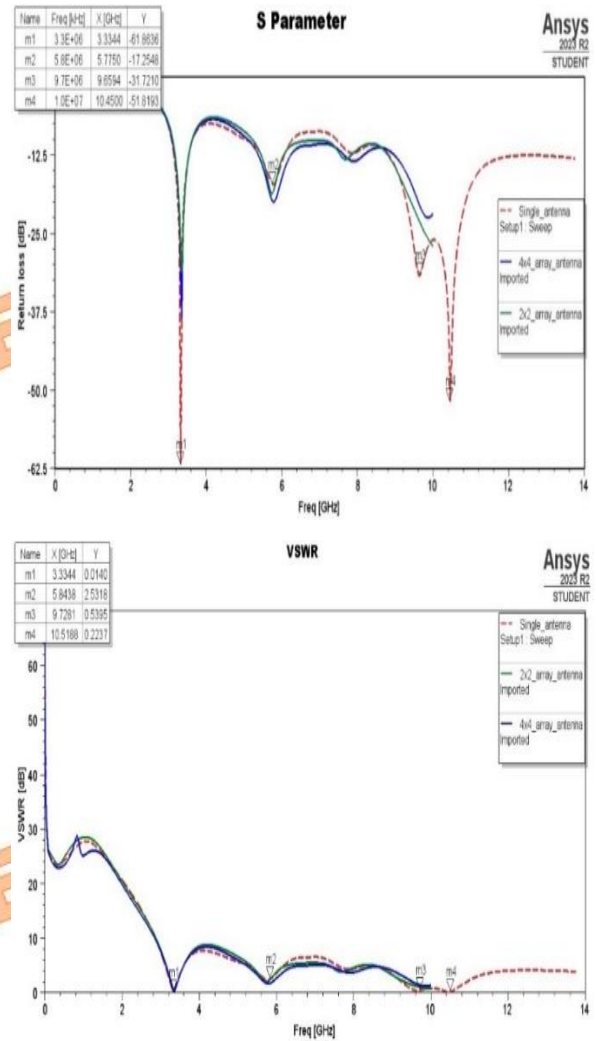 S Parameter
Ansys
2023 R2
STUDENT
Name Freq [kHz] X [GHz] Y
m1 3.3E+06 3.3344 -61.8636
m2 5.8E+06 5.7750 -17.2548
m3 9.7E+06 9.6594 -31.7210
m4 1.0E+07 10.4500 -51.8193
-12.5
-25.0
-37.5
-50.0
-62.5
Return loss [dB]
m1
m2
m4
Single_antenna
Setup1 : Sweep
4x4_array_antenna
Imported
2x2_array_antenna
Imported
0 2 4 6 8 10 12 14
Freq [GHz]
VSWR
Ansys
2023 R2
STUDENT
Name X [GHz] Y
m1 3.3344 0.0140
m2 5.8438 2.5318
m3 9.7281 0.5395
m4 10.5188 0.2237
60
50
40
30
20
10
0
VSWR [dB]
m1
m2
m3
m4
Single_antenna
Setup1 : Sweep
2x2_array_antenna
Imported
4x4_array_antenna
Imported
0 2 4 6 8 10 12 14
Freq [GHz]